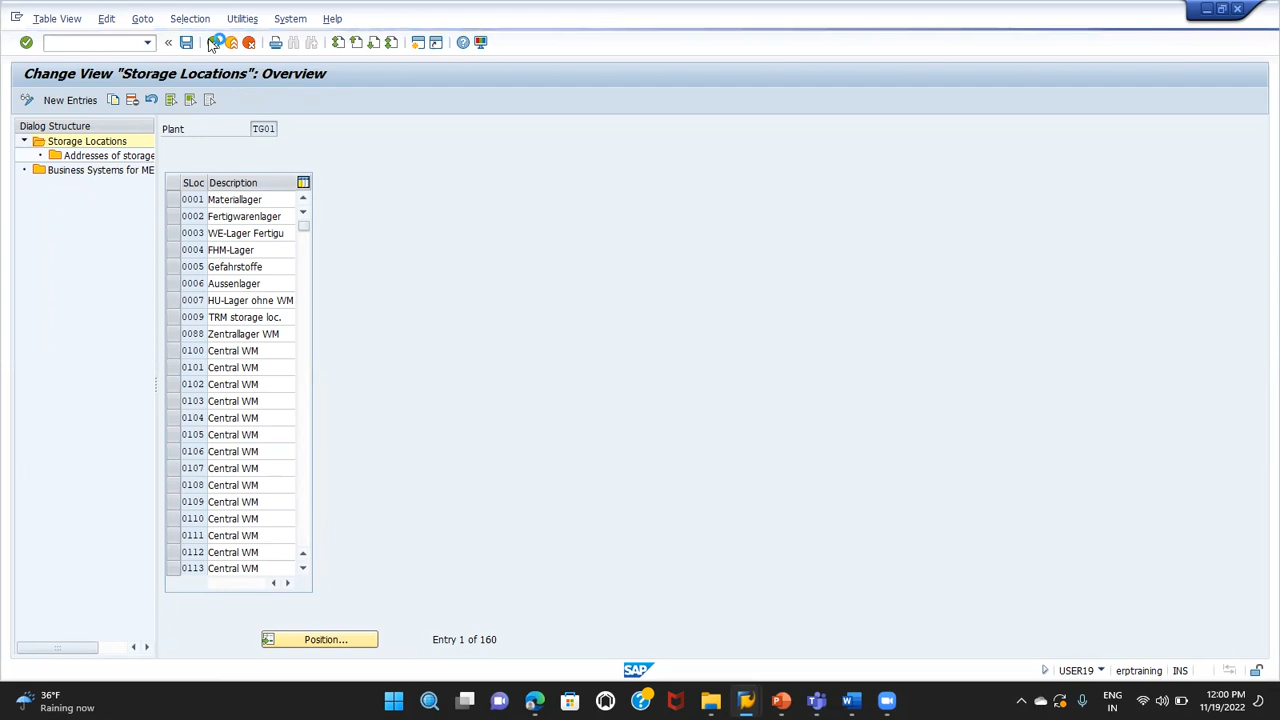 Table View Edit Goto Selection Utilities System Help
Change View "Storage Locations": Overview
New Entries
Dialog Structure
Storage Locations
Addresses of storage
Business Systems for ME
Plant TG01
SLoc Description
0001 Materiallager
0002 Fertigwarenlager
0003 WE-Lager Fertigu
0004 FHM-Lager
0005 Gefahrstoffe
0006 Aussenlager
0007 HU-Lager ohne WM
0009 TRM storage loc.
0088 Zentrallager WM
0100 Central WM
0101 Central WM
0102 Central WM
0103 Central WM
0104 Central WM
0105 Central WM
0106 Central WM
0107 Central WM
0108 Central WM
0109 Central WM
0110 Central WM
0111 Central WM
0112 Central WM
0113 Central WM
Position... Entry 1 of 160
SAP
USER19 erptraining INS
36°F
Raining now
ENG
IN
12:00 PM
11/19/2022